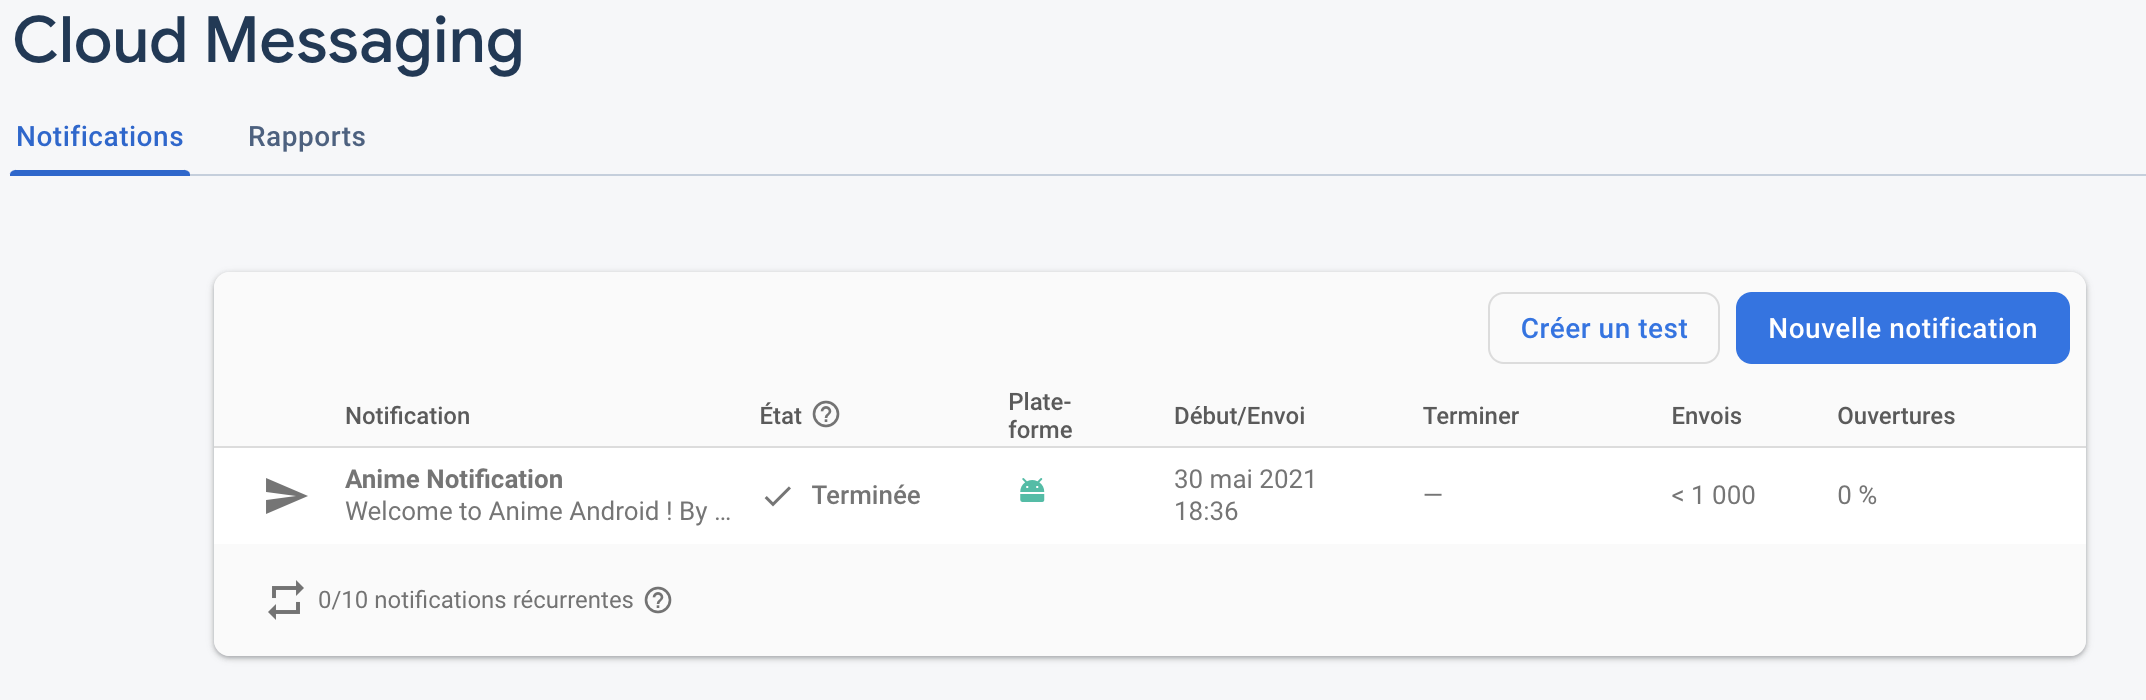 Cloud Messaging
Notifications
Rapports
Créer un test
Nouvelle notification
Notification
État
Plate-
forme
Début/Envoi
Terminer
Envois
Ouvertures
Anime Notification
Welcome to Anime Android ! By ...
Terminée
30 mai 2021
18:36
—
< 1 000
0 %
0/10 notifications récurrentes